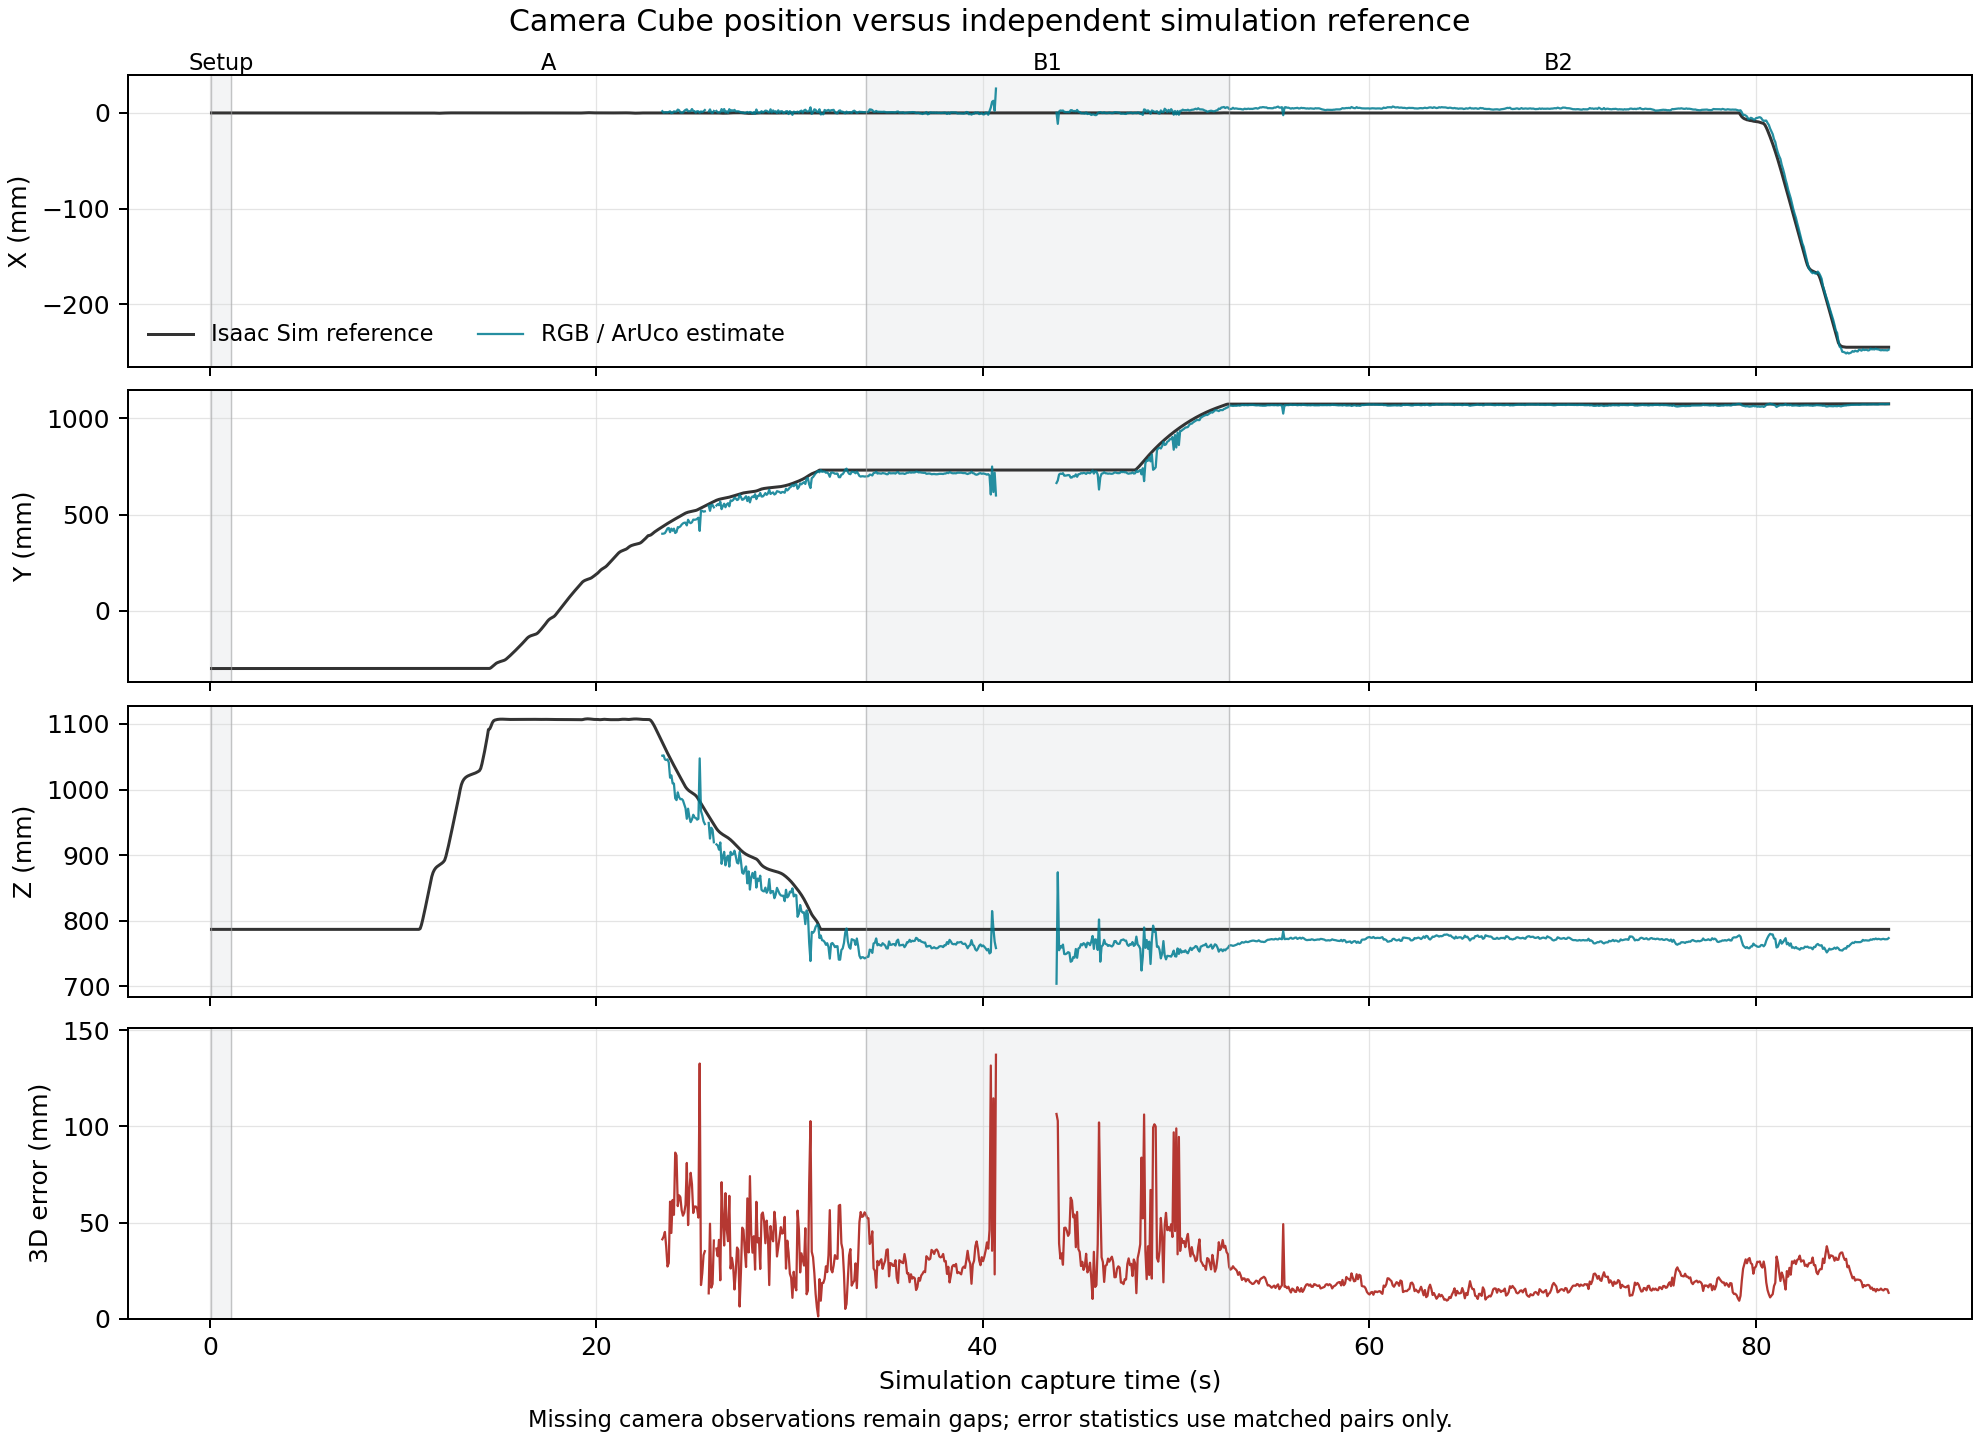 Camera Cube position versus independent simulation reference
Setup A B1 B2
0
−100
−200
X (mm)
Isaac Sim reference RGB / ArUco estimate
1000
500
0
Y (mm)
1100
1000
900
800
700
Z (mm)
150
100
50
0
3D error (mm)
0 20 40 60 80
Simulation capture time (s)
Missing camera observations remain gaps; error statistics use matched pairs only.